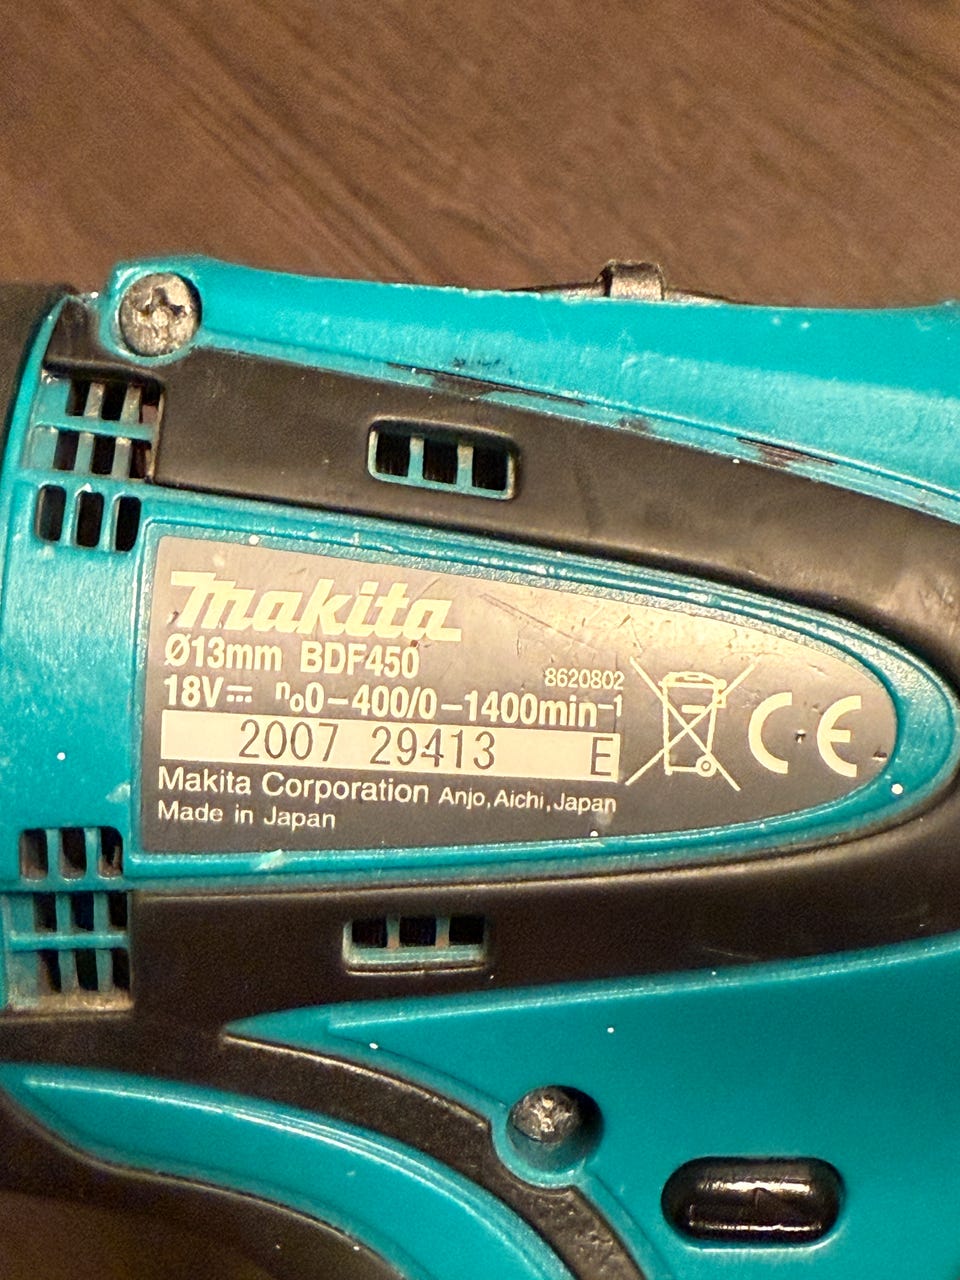 makita
Ø13mm BDF450
8620802
18V⎓ n₀0-400/0-1400min⁻¹
2007 29413 E
Makita Corporation Anjo,Aichi,Japan
Made in Japan
CE